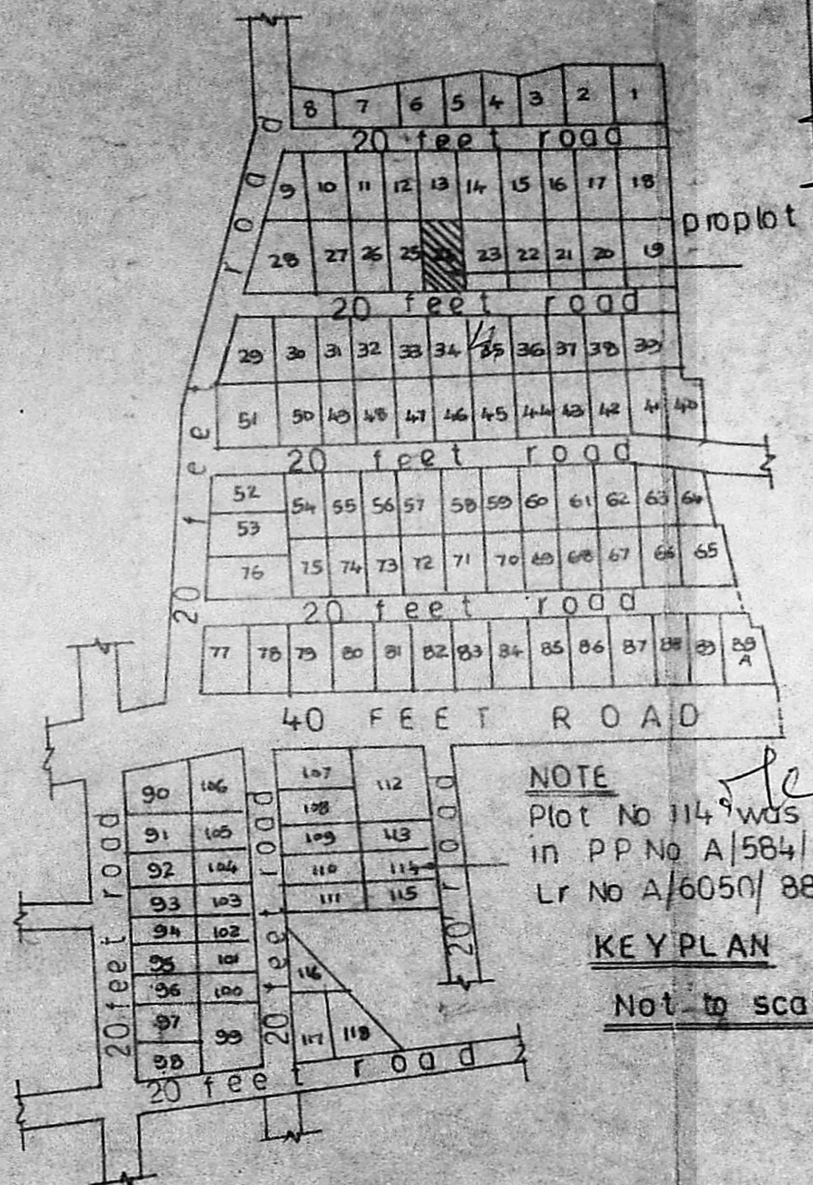 8 7 6 5 4 3 2 1
20 feet road
9 10 11 12 13 14 15 16 17 18
proplot
28 27 26 25 23 22 21 20 19
20 feet road
29 30 31 32 33 34 35 36 37 38 39
51 50 49 48 47 46 45 44 43 42 41 40
20 feet road
20 feet road
52 54 55 56 57 58 59 60 61 62 63 64
53
76 75 74 73 72 71 70 69 68 67 66 65
20 feet road
77 78 79 80 81 82 83 84 85 86 87 88 89 89A
40 FEET ROAD
90 106 107 112
108
91 105 109 113
92 104 110 114
93 103 111 115
94 102
95 101 116
96 100
97 99 117 118
98
20 feet road
20 feet road
20 road
20 feet road
NOTE
Plot No 114 was
in PP No A/584/
Lr No A/6050/ 88
KEY PLAN
Not to sca